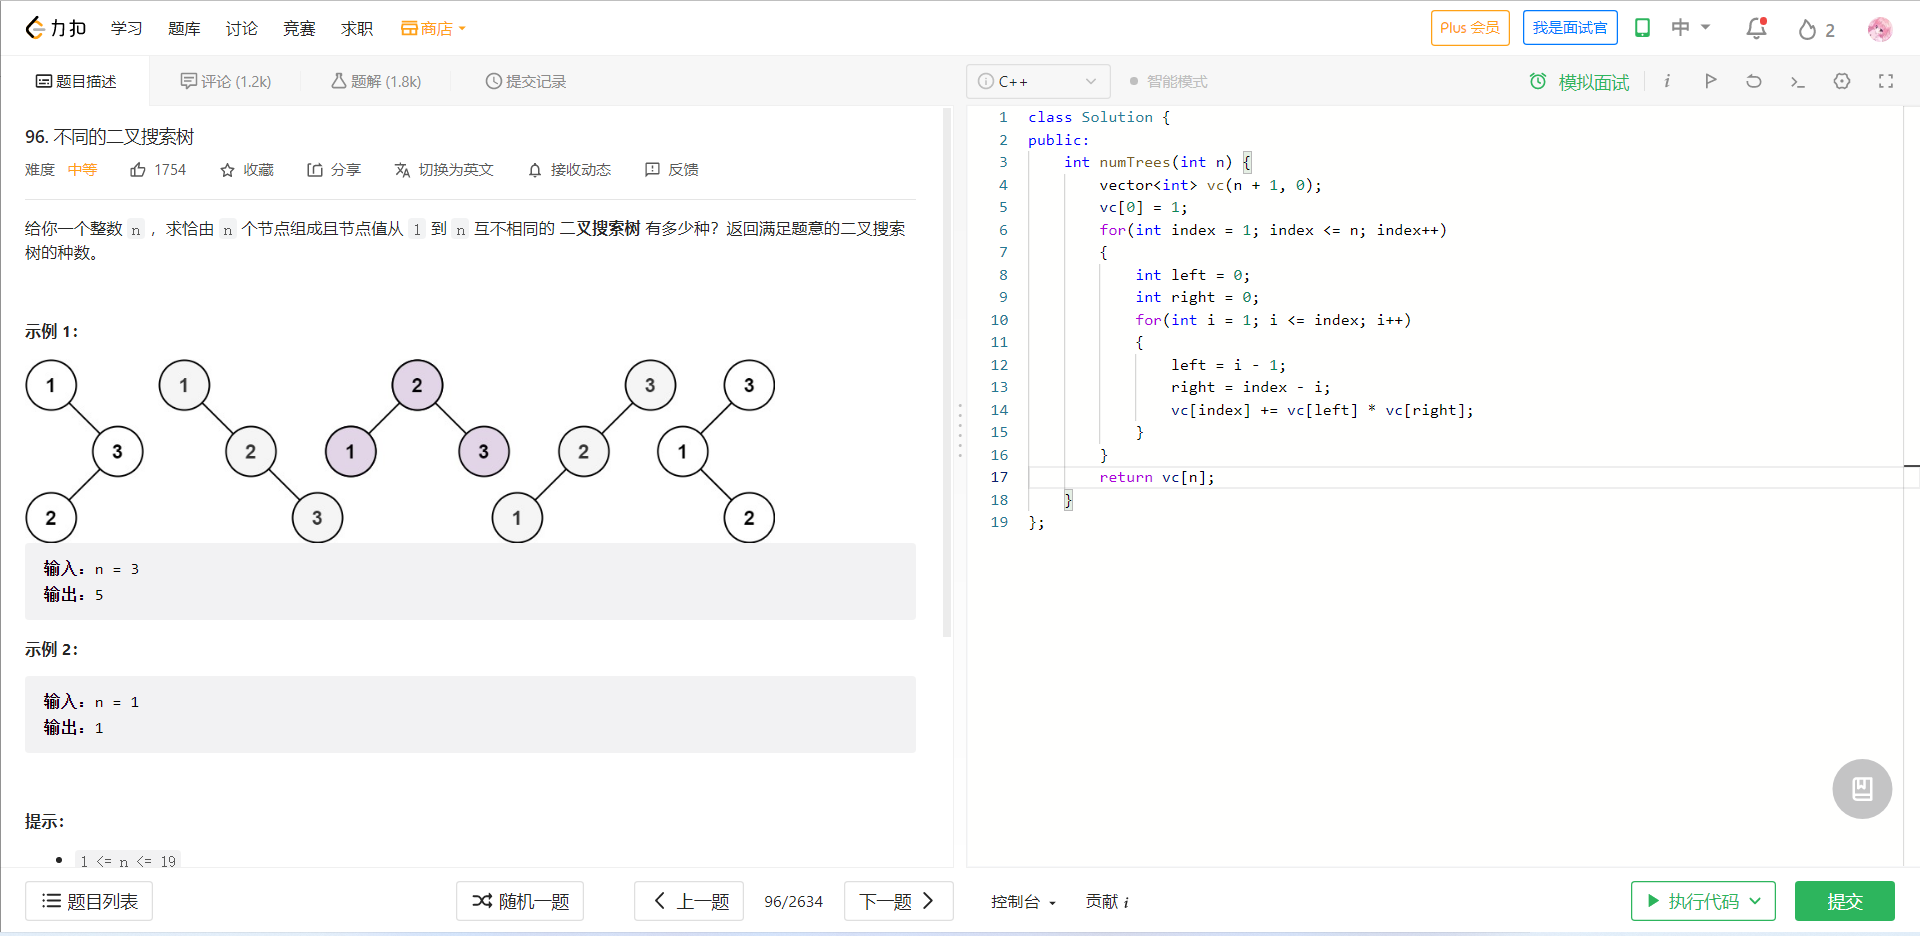 力扣 学习 题库 讨论 竞赛 求职 商店 Plus 会员 我是面试官 中 2
题目描述 评论 (1.2k) 题解 (1.8k) 提交记录
96. 不同的二叉搜索树
难度 中等 1754 收藏 分享 切换为英文 接收动态 反馈
给你一个整数 n ，求恰由 n 个节点组成且节点值从 1 到 n 互不相同的 二叉搜索树 有多少种？返回满足题意的二叉搜索
树的种数。
示例 1：
1 1 2 3 3
3 2 1 3 2 1
2 3 1 2
输入：n = 3
输出：5
示例 2：
输入：n = 1
输出：1
提示：
1 <= n <= 19
题目列表 随机一题 上一题 96/2634 下一题
C++ 智能模式 模拟面试 i
1 class Solution {
2 public:
3 int numTrees(int n) {
4 vector<int> vc(n + 1, 0);
5 vc[0] = 1;
6 for(int index = 1; index <= n; index++)
7 {
8 int left = 0;
9 int right = 0;
10 for(int i = 1; i <= index; i++)
11 {
12 left = i - 1;
13 right = index - i;
14 vc[index] += vc[left] * vc[right];
15 }
16 }
17 return vc[n];
18 }
19 };
控制台 贡献 i 执行代码 提交